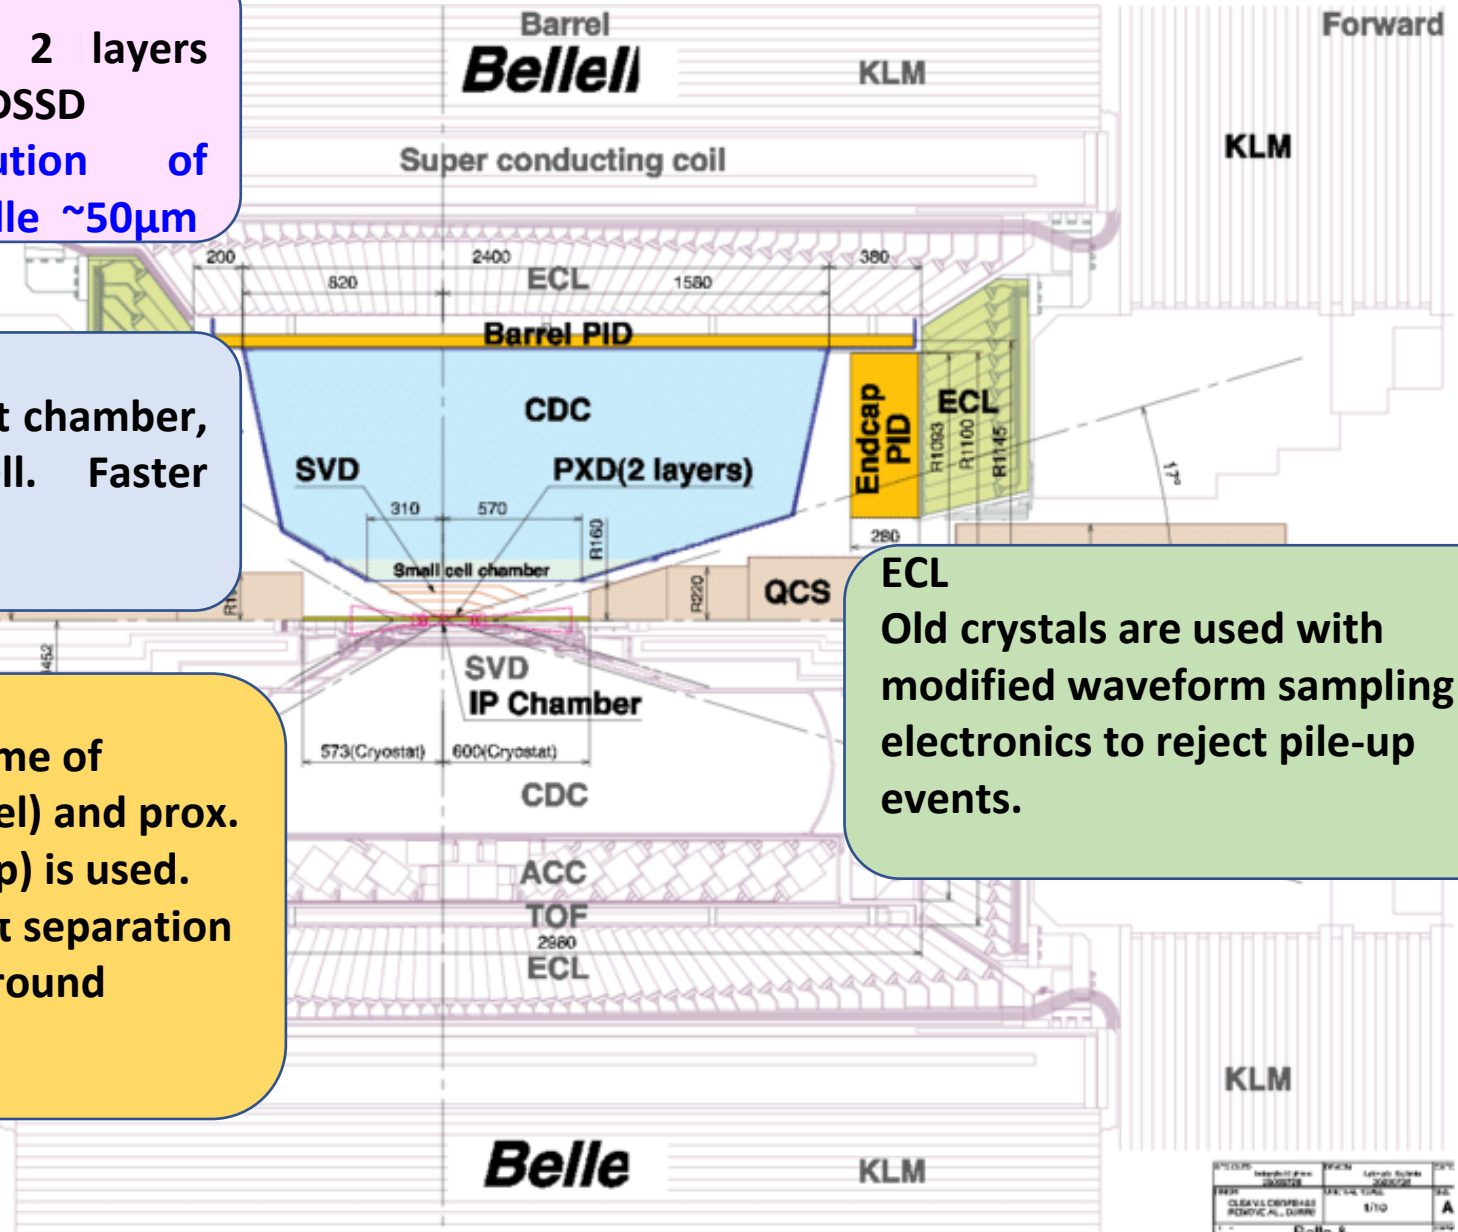 2 layers
DSSD
ution of
lle ~50μm
Barrel
BelleII
KLM
Forward
KLM
Super conducting coil
200
2400
380
820
ECL
1580
Barrel PID
t chamber,
ll. Faster
CDC
SVD
PXD(2 layers)
310
570
R160
Small cell chamber
Endcap
PID
ECL
R1093
R1100
R1145
17°
280
R220
QCS
ECL
Old crystals are used with
modified waveform sampling
electronics to reject pile-up
events.
452
SVD
IP Chamber
573(Cryostat)
600(Cryostat)
CDC
me of
el) and prox.
p) is used.
π separation
round
ACC
TOF
2980
ECL
KLM
Belle
KLM
1/10
A